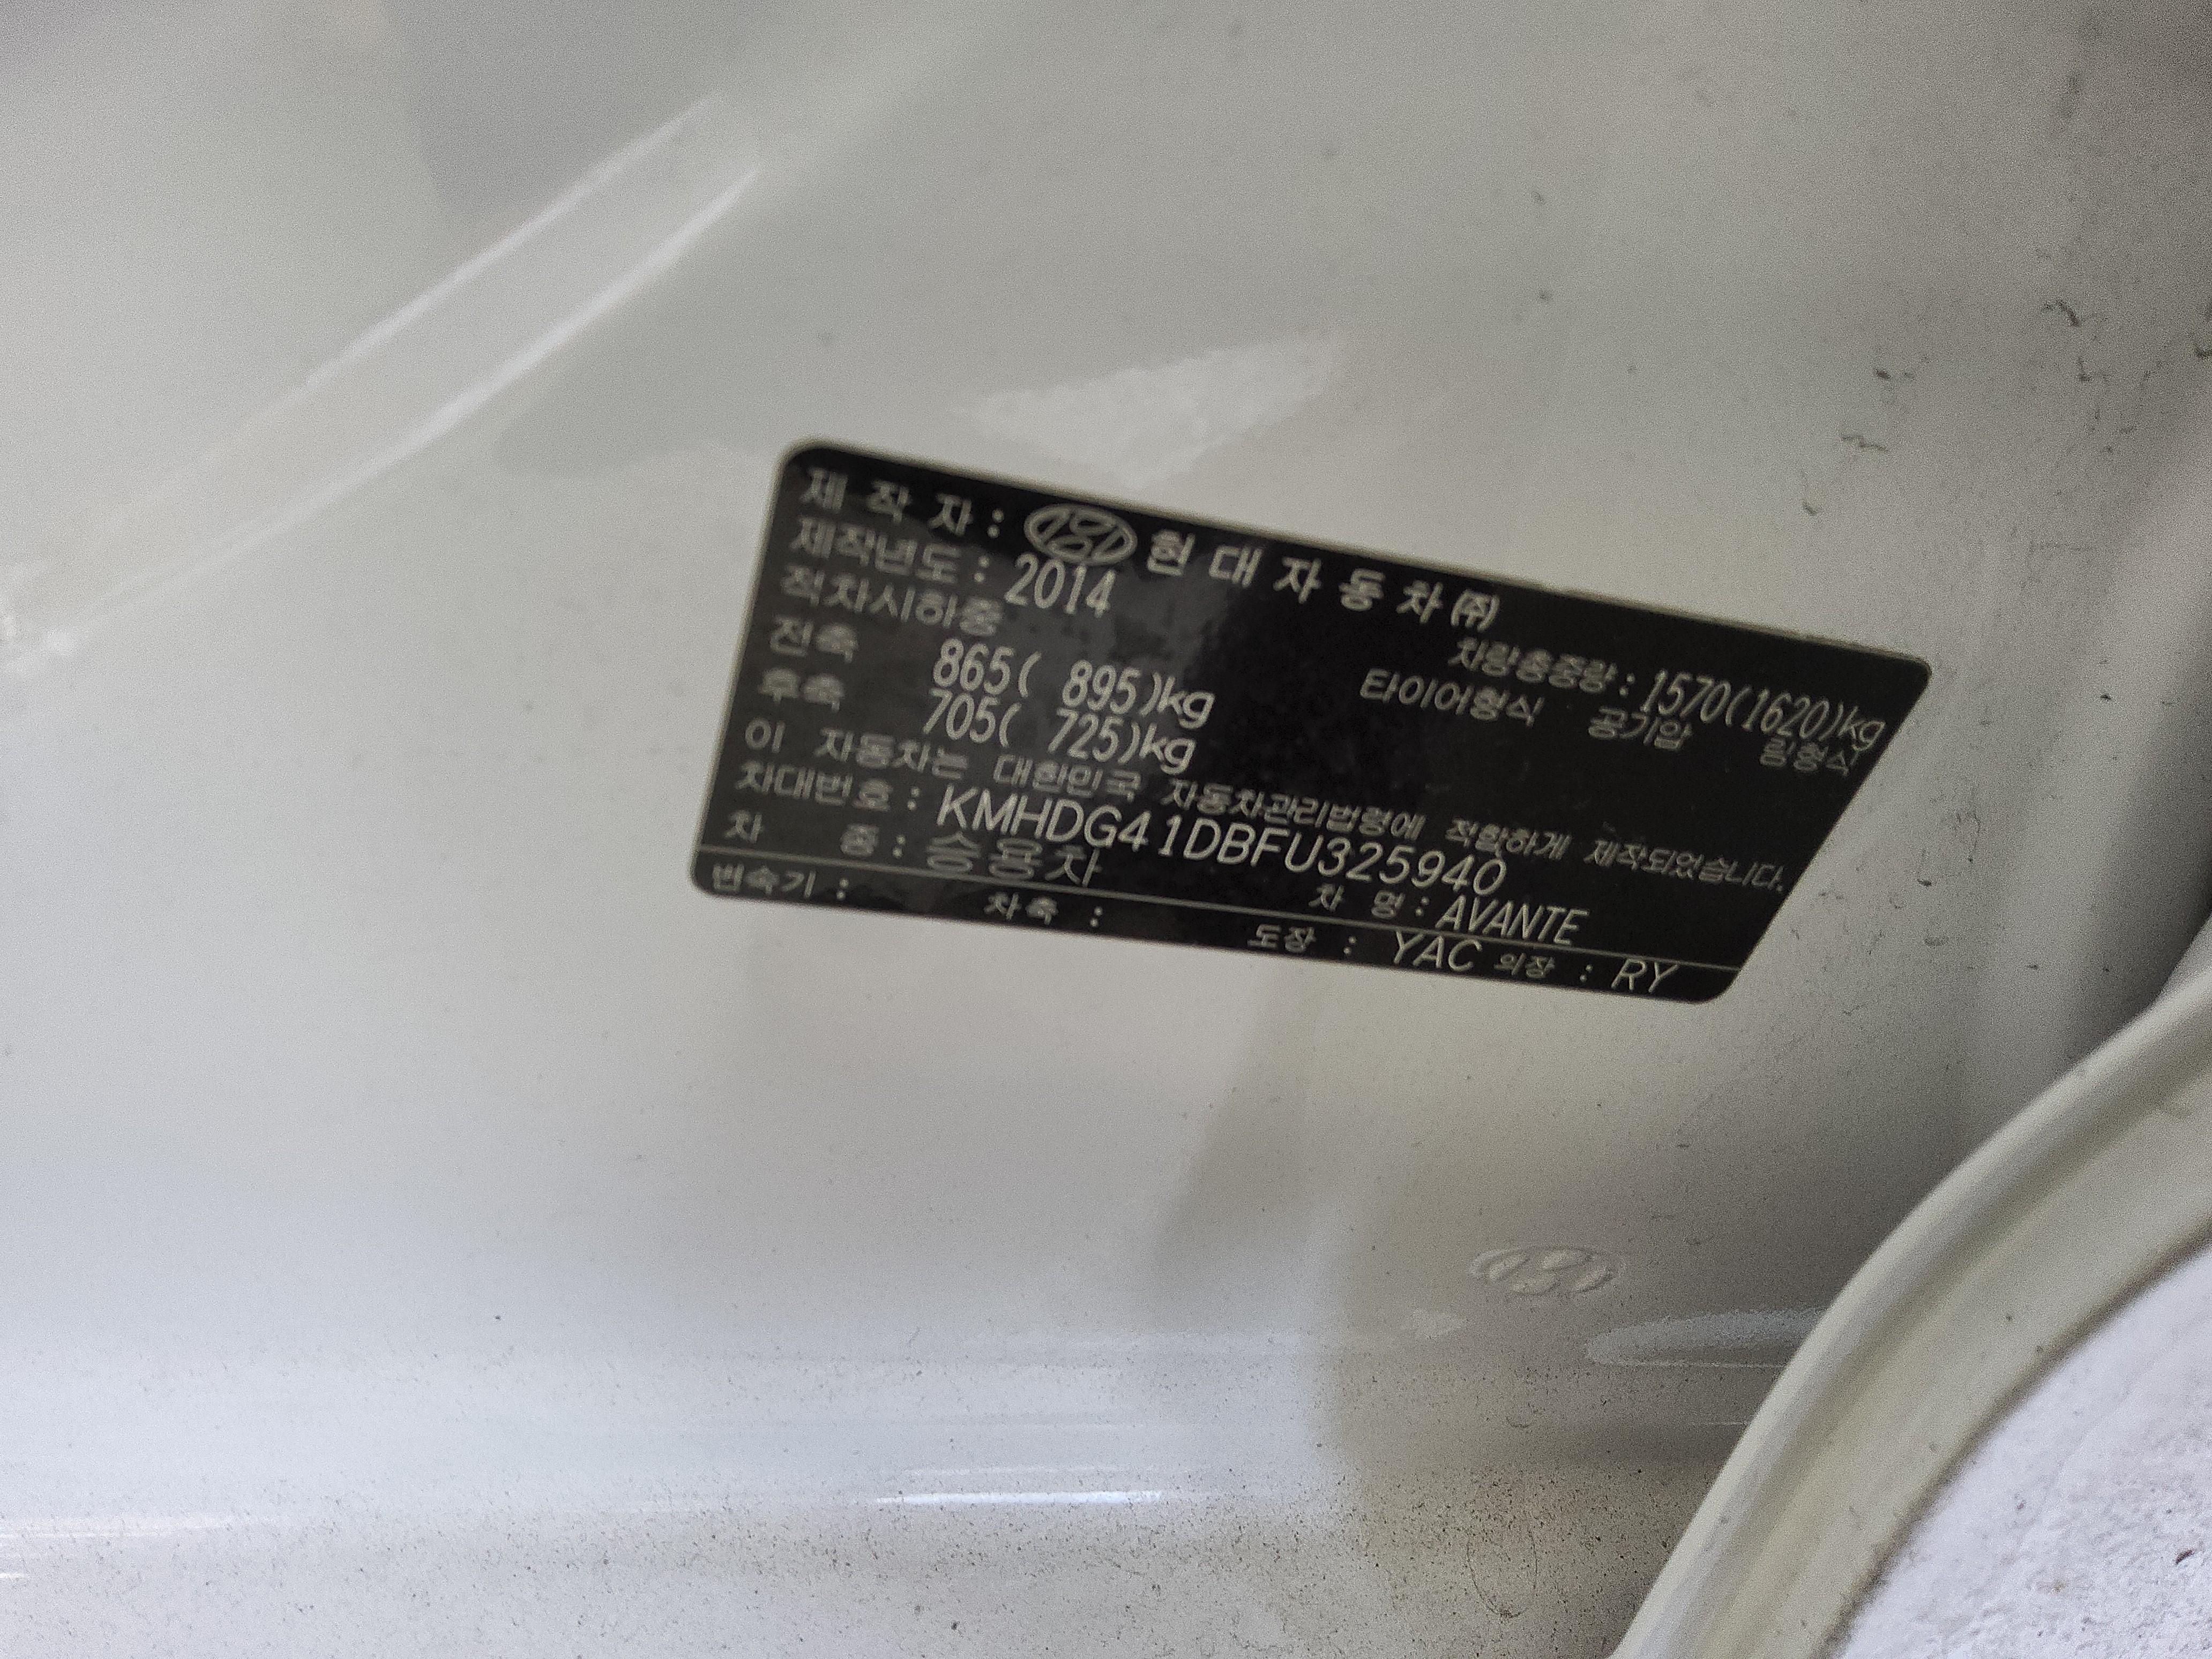 제 작 자 : 현 대 자 동 차 ㈜
제작년도 : 2014
적차시하중 차량총중량 : 1570(1620)kg
전축 865( 895)kg 타이어형식 공기압 림형식
후축 705( 725)kg
이 자동차는 대한민국 자동차관리법령에 적합하게 제작되었습니다.
차대번호 : KMHDG41DBFU325940
차 종 : 승용차 차 명 : AVANTE
변속기 : 차축 : 도장 : YAC 의장 : RY